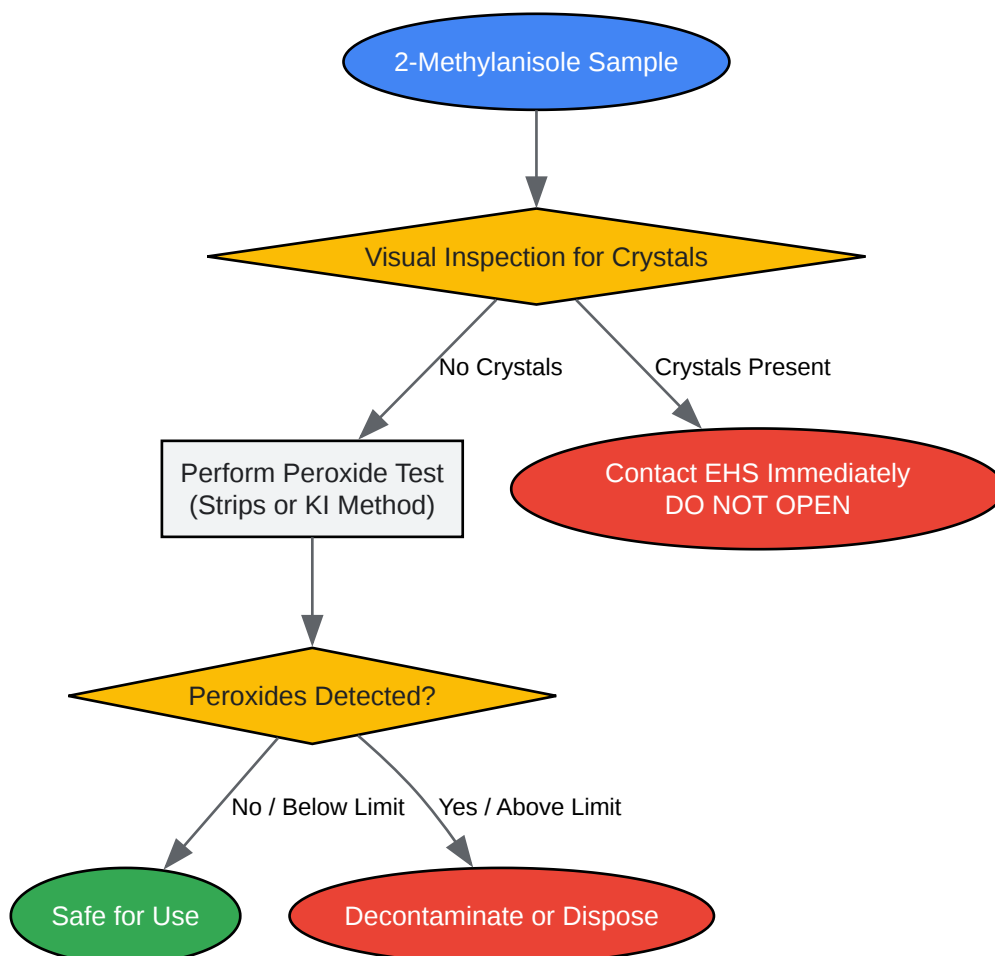 2-Methylanisole Sample
Visual Inspection for Crystals
No Crystals
Crystals Present
Perform Peroxide Test
(Strips or KI Method)
Contact EHS Immediately
DO NOT OPEN
Peroxides Detected?
No / Below Limit
Yes / Above Limit
Safe for Use
Decontaminate or Dispose